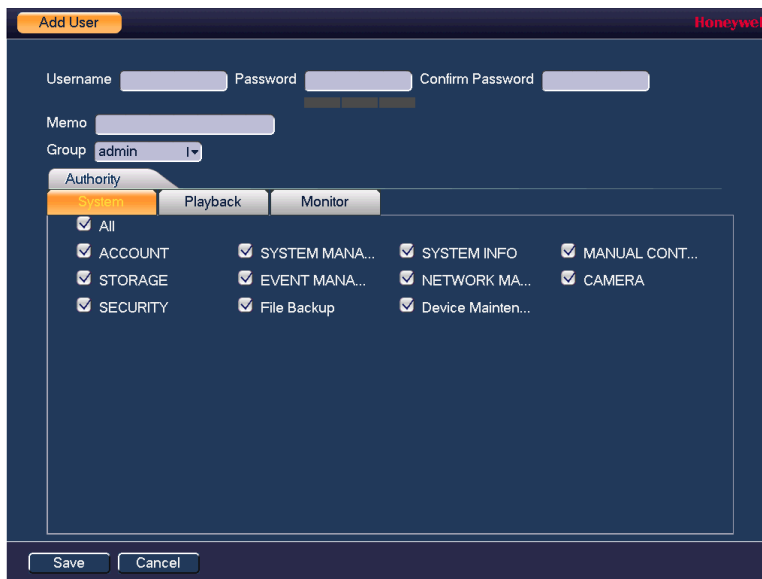 Add User Honeywel
Username Password Confirm Password
Memo
Group admin
Authority
System Playback Monitor
All
ACCOUNT SYSTEM MANA... SYSTEM INFO MANUAL CONT...
STORAGE EVENT MANA... NETWORK MA... CAMERA
SECURITY File Backup Device Mainten...
Save Cancel